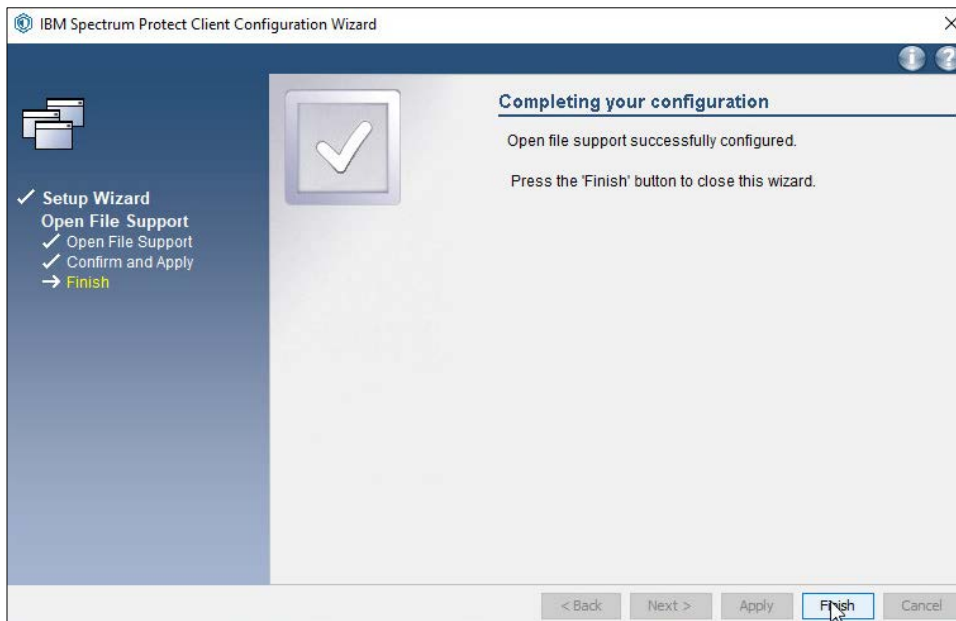 IBM Spectrum Protect Client Configuration Wizard
Setup Wizard
Open File Support
Open File Support
Confirm and Apply
Finish
Completing your configuration
Open file support successfully configured.
Press the 'Finish' button to close this wizard.
< Back
Next >
Apply
Finish
Cancel